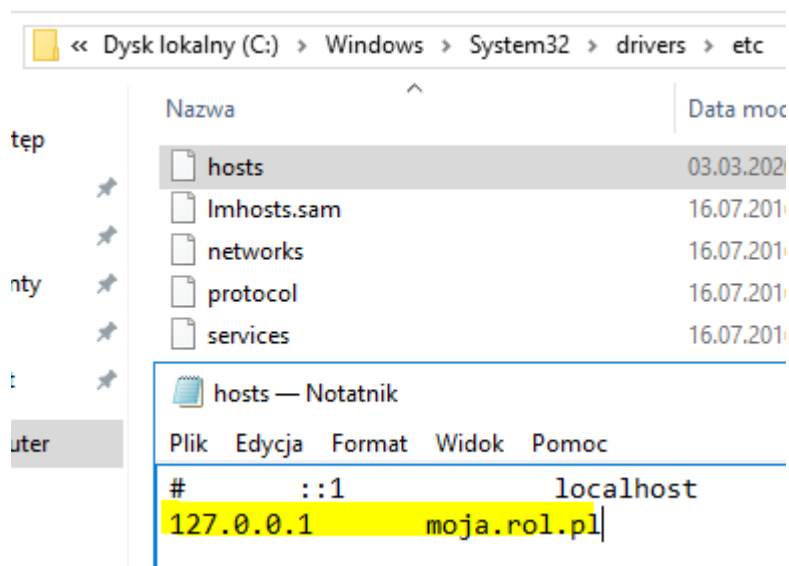 « Dysk lokalny (C:) > Windows > System32 > drivers > etc
Nazwa Data mod
tęp
hosts 03.03.202
lmhosts.sam 16.07.201
networks 16.07.201
nty protocol 16.07.201
services 16.07.201
hosts — Notatnik
uter Plik Edycja Format Widok Pomoc
# ::1 localhost
127.0.0.1 moja.rol.pl